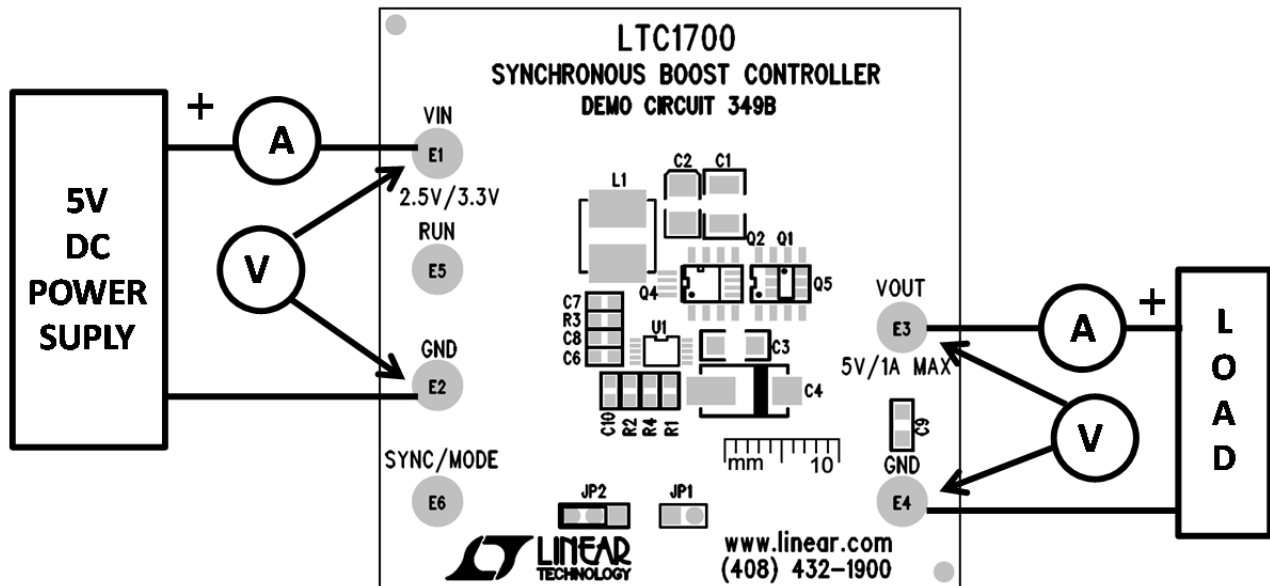 LTC1700
SYNCHRONOUS BOOST CONTROLLER
DEMO CIRCUIT 349B
5V
DC
POWER
SUPLY
+
A
V
VIN
E1
2.5V/3.3V
RUN
E5
GND
E2
SYNC/MODE
E6
C2 C1
L1
Q2 Q1
Q4
Q5
C7
R3
C8
C6
U1
C3
C4
C10 R2 R4 R1
mm 10
JP2 JP1
VOUT
E3
5V/1A MAX
C9
GND
E4
A
+
V
L
O
A
D
LINEAR
TECHNOLOGY
www.linear.com
(408) 432-1900